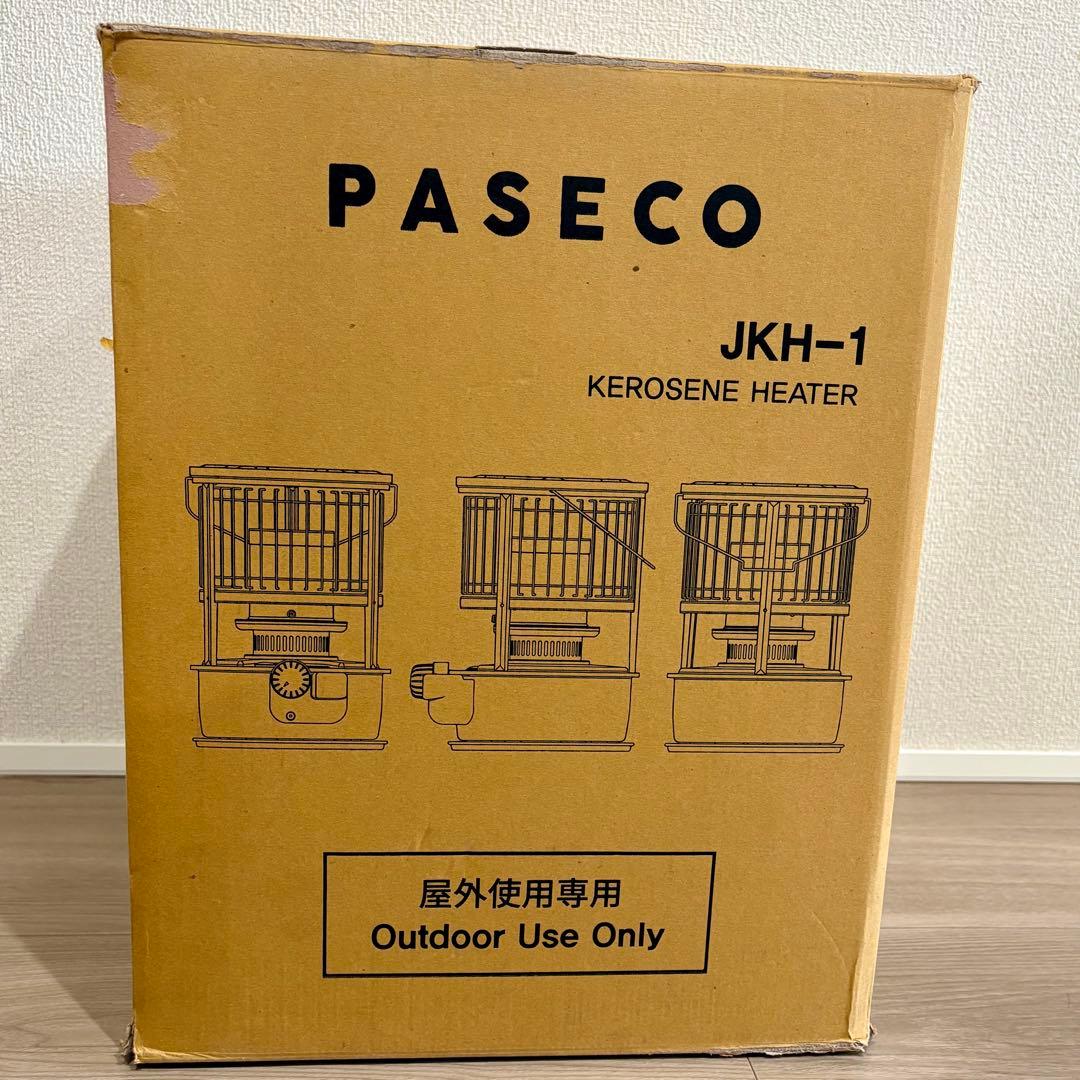 PASECO
JKH-1
KEROSENE HEATER
屋外使用専用
Outdoor Use Only